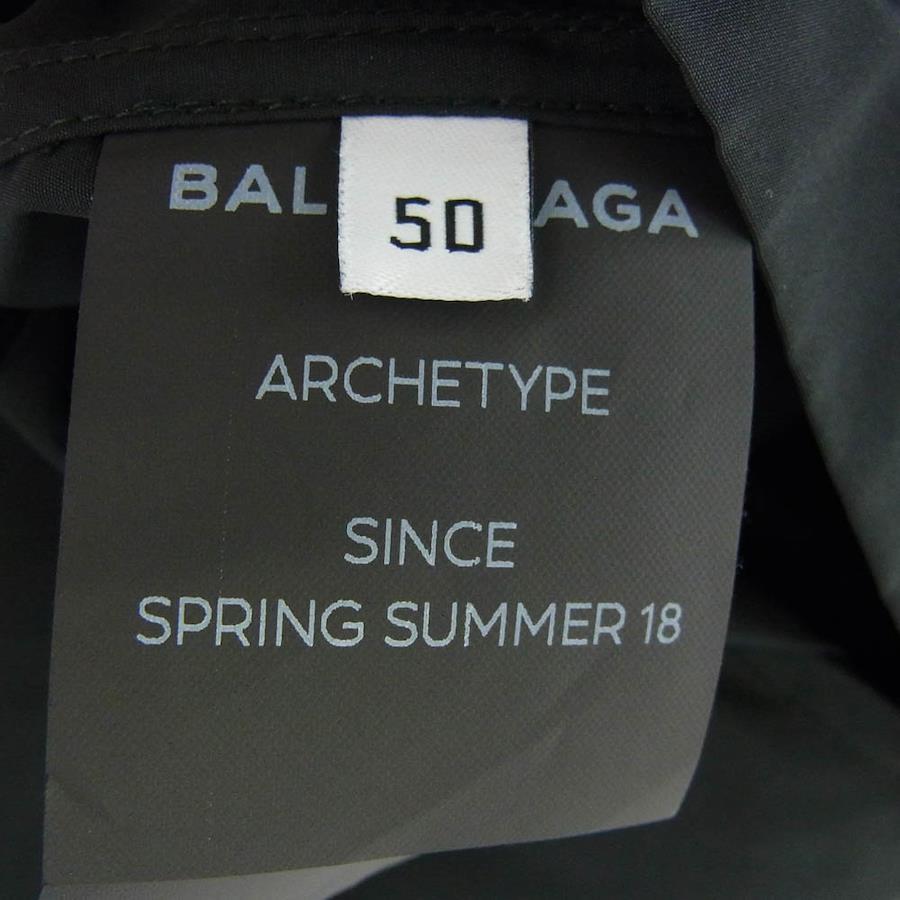 BAL AGA
50
ARCHETYPE
SINCE
SPRING SUMMER 18